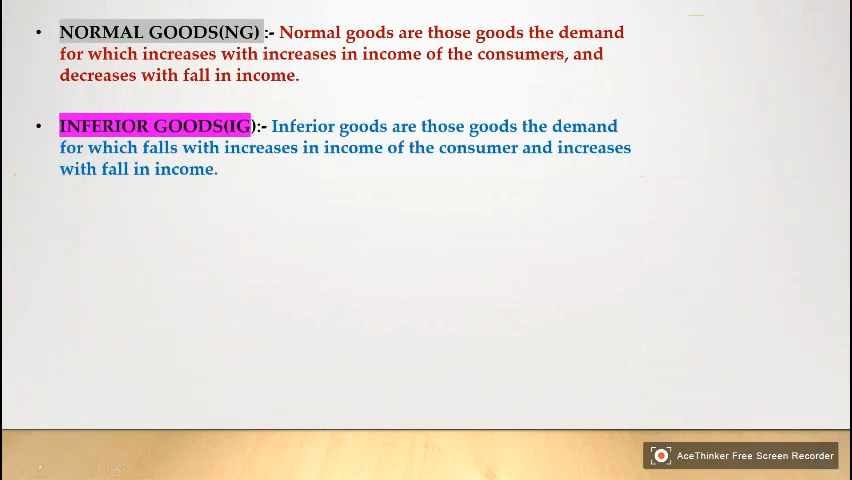 • NORMAL GOODS(NG) :- Normal goods are those goods the demand
for which increases with increases in income of the consumers, and
decreases with fall in income.
• INFERIOR GOODS(IG):- Inferior goods are those goods the demand
for which falls with increases in income of the consumer and increases
with fall in income.
AceThinker Free Screen Recorder